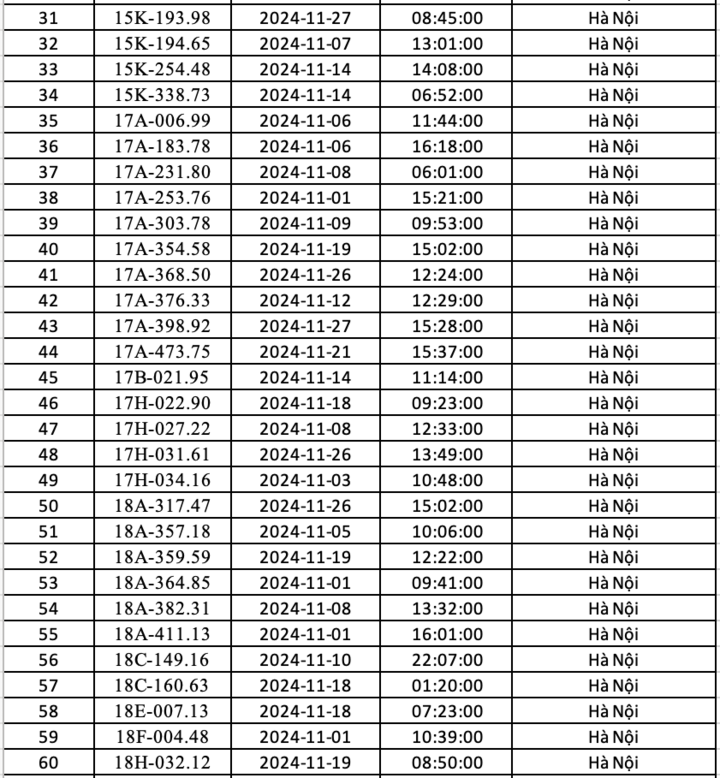 31 15K-193.98 2024-11-27 08:45:00 Hà Nội
32 15K-194.65 2024-11-07 13:01:00 Hà Nội
33 15K-254.48 2024-11-14 14:08:00 Hà Nội
34 15K-338.73 2024-11-14 06:52:00 Hà Nội
35 17A-006.99 2024-11-06 11:44:00 Hà Nội
36 17A-183.78 2024-11-06 16:18:00 Hà Nội
37 17A-231.80 2024-11-08 06:01:00 Hà Nội
38 17A-253.76 2024-11-01 15:21:00 Hà Nội
39 17A-303.78 2024-11-09 09:53:00 Hà Nội
40 17A-354.58 2024-11-19 15:02:00 Hà Nội
41 17A-368.50 2024-11-26 12:24:00 Hà Nội
42 17A-376.33 2024-11-12 12:29:00 Hà Nội
43 17A-398.92 2024-11-27 15:28:00 Hà Nội
44 17A-473.75 2024-11-21 15:37:00 Hà Nội
45 17B-021.95 2024-11-14 11:14:00 Hà Nội
46 17H-022.90 2024-11-18 09:23:00 Hà Nội
47 17H-027.22 2024-11-08 12:33:00 Hà Nội
48 17H-031.61 2024-11-26 13:49:00 Hà Nội
49 17H-034.16 2024-11-03 10:48:00 Hà Nội
50 18A-317.47 2024-11-26 15:02:00 Hà Nội
51 18A-357.18 2024-11-05 10:06:00 Hà Nội
52 18A-359.59 2024-11-19 12:22:00 Hà Nội
53 18A-364.85 2024-11-01 09:41:00 Hà Nội
54 18A-382.31 2024-11-08 13:32:00 Hà Nội
55 18A-411.13 2024-11-01 16:01:00 Hà Nội
56 18C-149.16 2024-11-10 22:07:00 Hà Nội
57 18C-160.63 2024-11-18 01:20:00 Hà Nội
58 18E-007.13 2024-11-18 07:23:00 Hà Nội
59 18F-004.48 2024-11-01 10:39:00 Hà Nội
60 18H-032.12 2024-11-19 08:50:00 Hà Nội